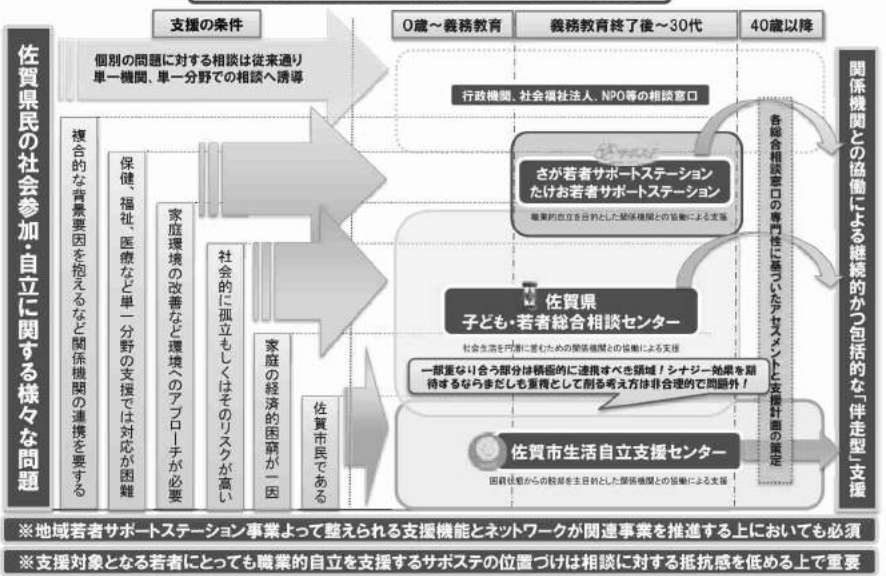 支援の条件
0歳～義務教育
義務教育終了後～30代
40歳以降
佐賀県民の社会参加・自立に関する様々な問題
個別の問題に対する相談は従来通り
単一機関、単一分野での相談へ誘導
複合的な背景要因を抱えるなど関係機関の連携を要する
保健、福祉、医療など単一分野の支援では対応が困難
家庭環境の改善など環境へのアプローチが必要
社会的に孤立もしくはそのリスクが高い
家庭の経済的困窮が一因
佐賀市民である
行政機関、社会福祉法人、NPO等の相談窓口
さが若者サポートステーション
たけお若者サポートステーション
職業的自立を目的とした関係機関との協働による支援
佐賀県
子ども・若者総合相談センター
社会生活を円滑に営むための関係機関との協働による支援
一部重なり合う部分は積極的に連携すべき領域！シナジー効果を期
待するならまだしも重複として削る考え方は非合理的で問題外！
佐賀市生活自立支援センター
困窮状態からの脱却を主目的とした関係機関との協働による支援
各総合相談窓口の専門性に基づいたアセスメントと支援計画の策定
関係機関との協働による継続的かつ包括的な「伴走型」支援
※地域若者サポートステーション事業よって整えられる支援機能とネットワークが関連事業を推進する上においても必須
※支援対象となる若者にとっても職業的自立を支援するサポステの位置づけは相談に対する抵抗感を低める上で重要